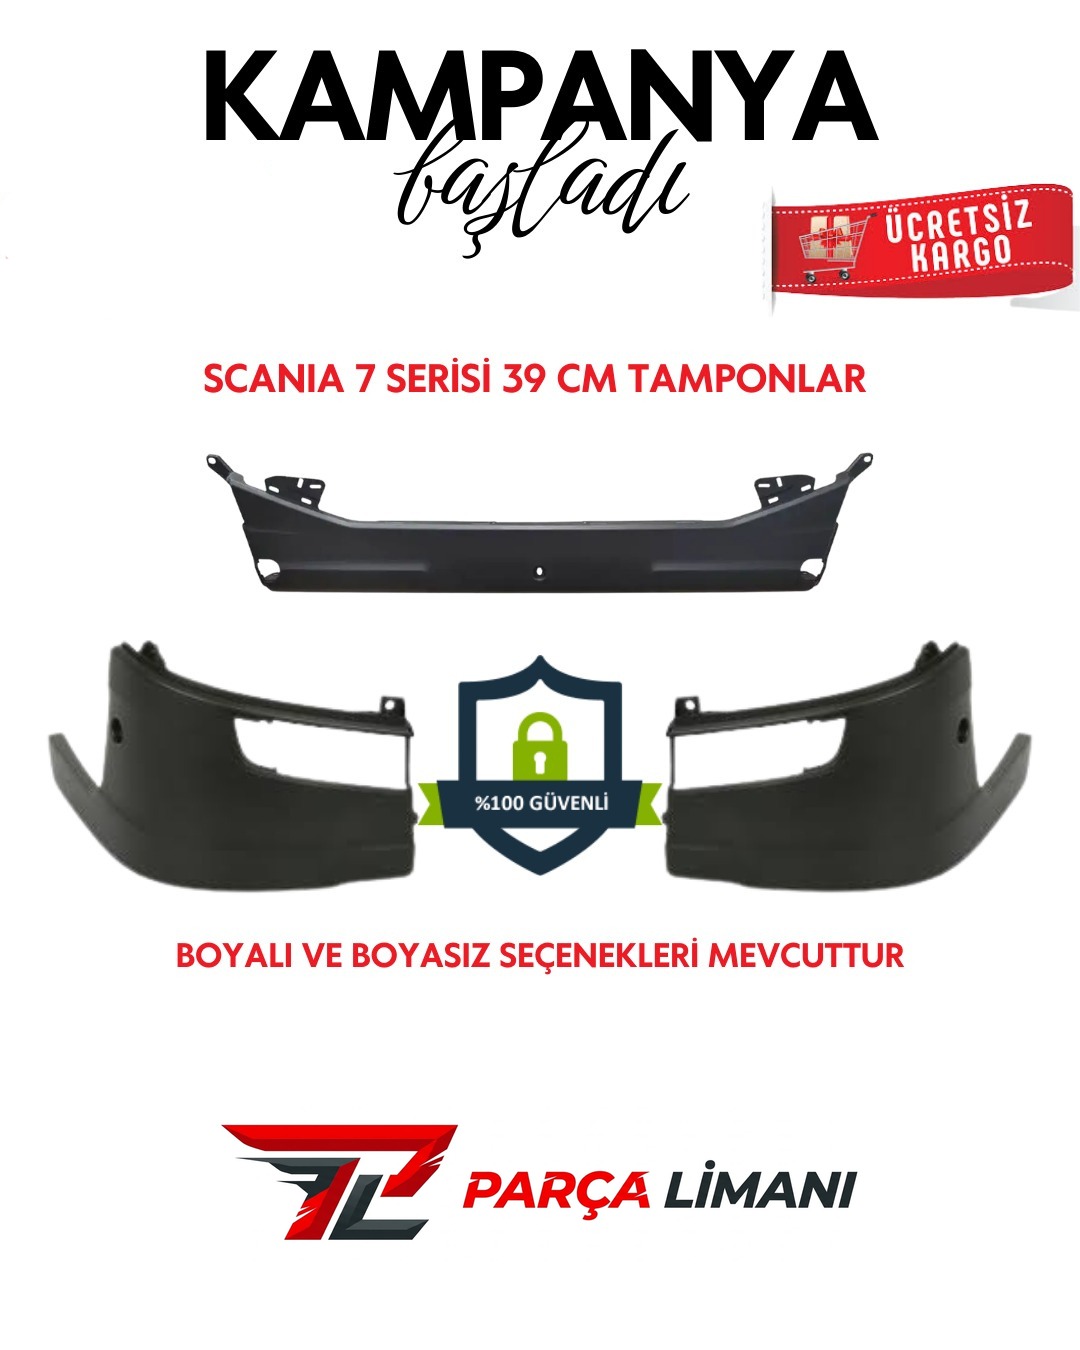 KAMPANYA
başladı
ÜCRETSİZ
KARGO
SCANIA 7 SERİSİ 39 CM TAMPONLAR
%100 GÜVENLİ
BOYALI VE BOYASIZ SEÇENEKLERİ MEVCUTTUR
PARÇA LİMANI